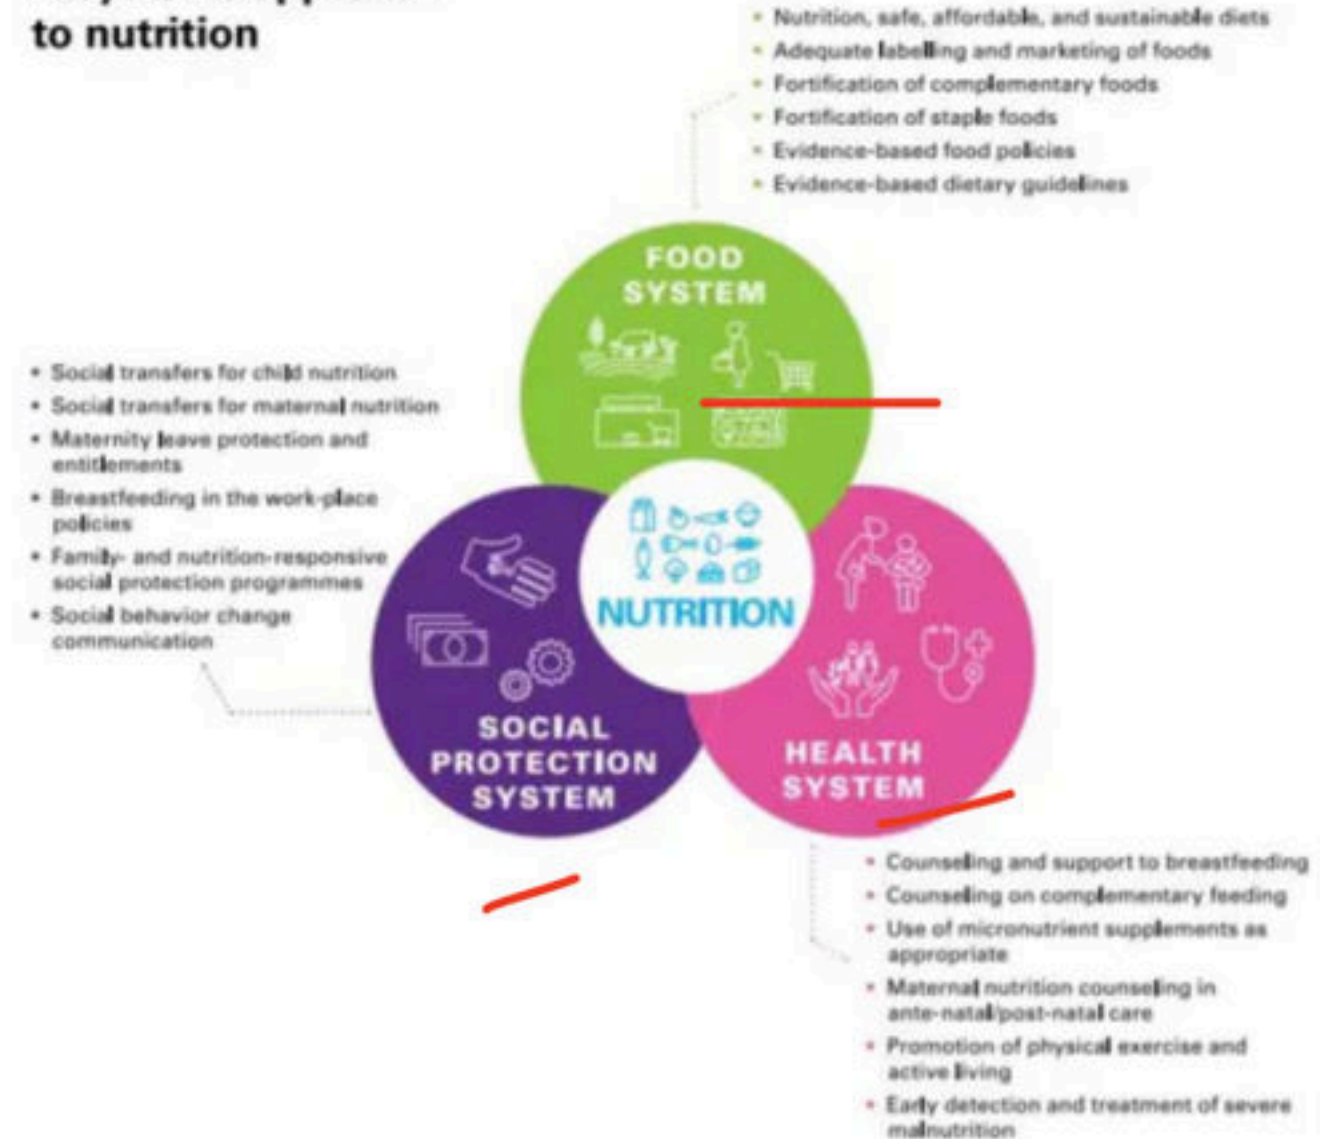 to nutrition
Nutrition, safe, affordable, and sustainable diets
Adequate labelling and marketing of foods
Fortification of complementary foods
Fortification of staple foods
Evidence-based food policies
Evidence-based dietary guidelines
FOOD
SYSTEM
Social transfers for child nutrition
Social transfers for maternal nutrition
Maternity leave protection and
entitlements
Breastfeeding in the work-place
policies
Family- and nutrition-responsive
social protection programmes
Social behavior change
communication
NUTRITION
SOCIAL
PROTECTION
SYSTEM
HEALTH
SYSTEM
Counseling and support to breastfeeding
Counseling on complementary feeding
Use of micronutrient supplements as
appropriate
Maternal nutrition counseling in
ante-natal/post-natal care
Promotion of physical exercise and
active living
Early detection and treatment of severe
malnutrition